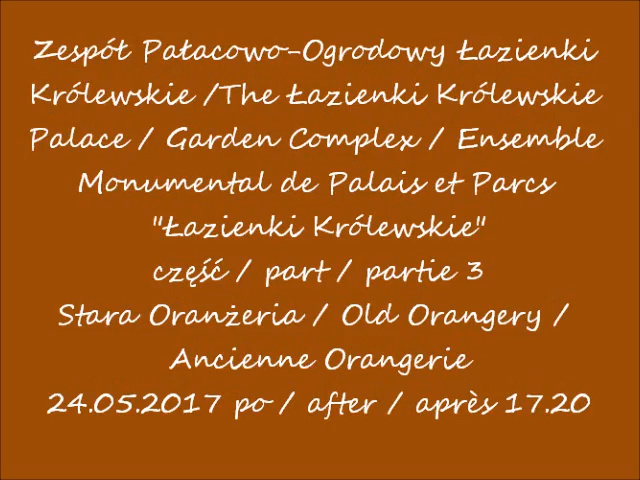 Zespół Pałacowo-Ogrodowy Łazienki
Królewskie /The Łazienki Królewskie
Palace / Garden Complex / Ensemble
Monumental de Palais et Parcs
"Łazienki Królewskie"
część / part / partie 3
Stara Oranżeria / Old Orangery /
Ancienne Orangerie
24.05.2017 po / after / après 17.20